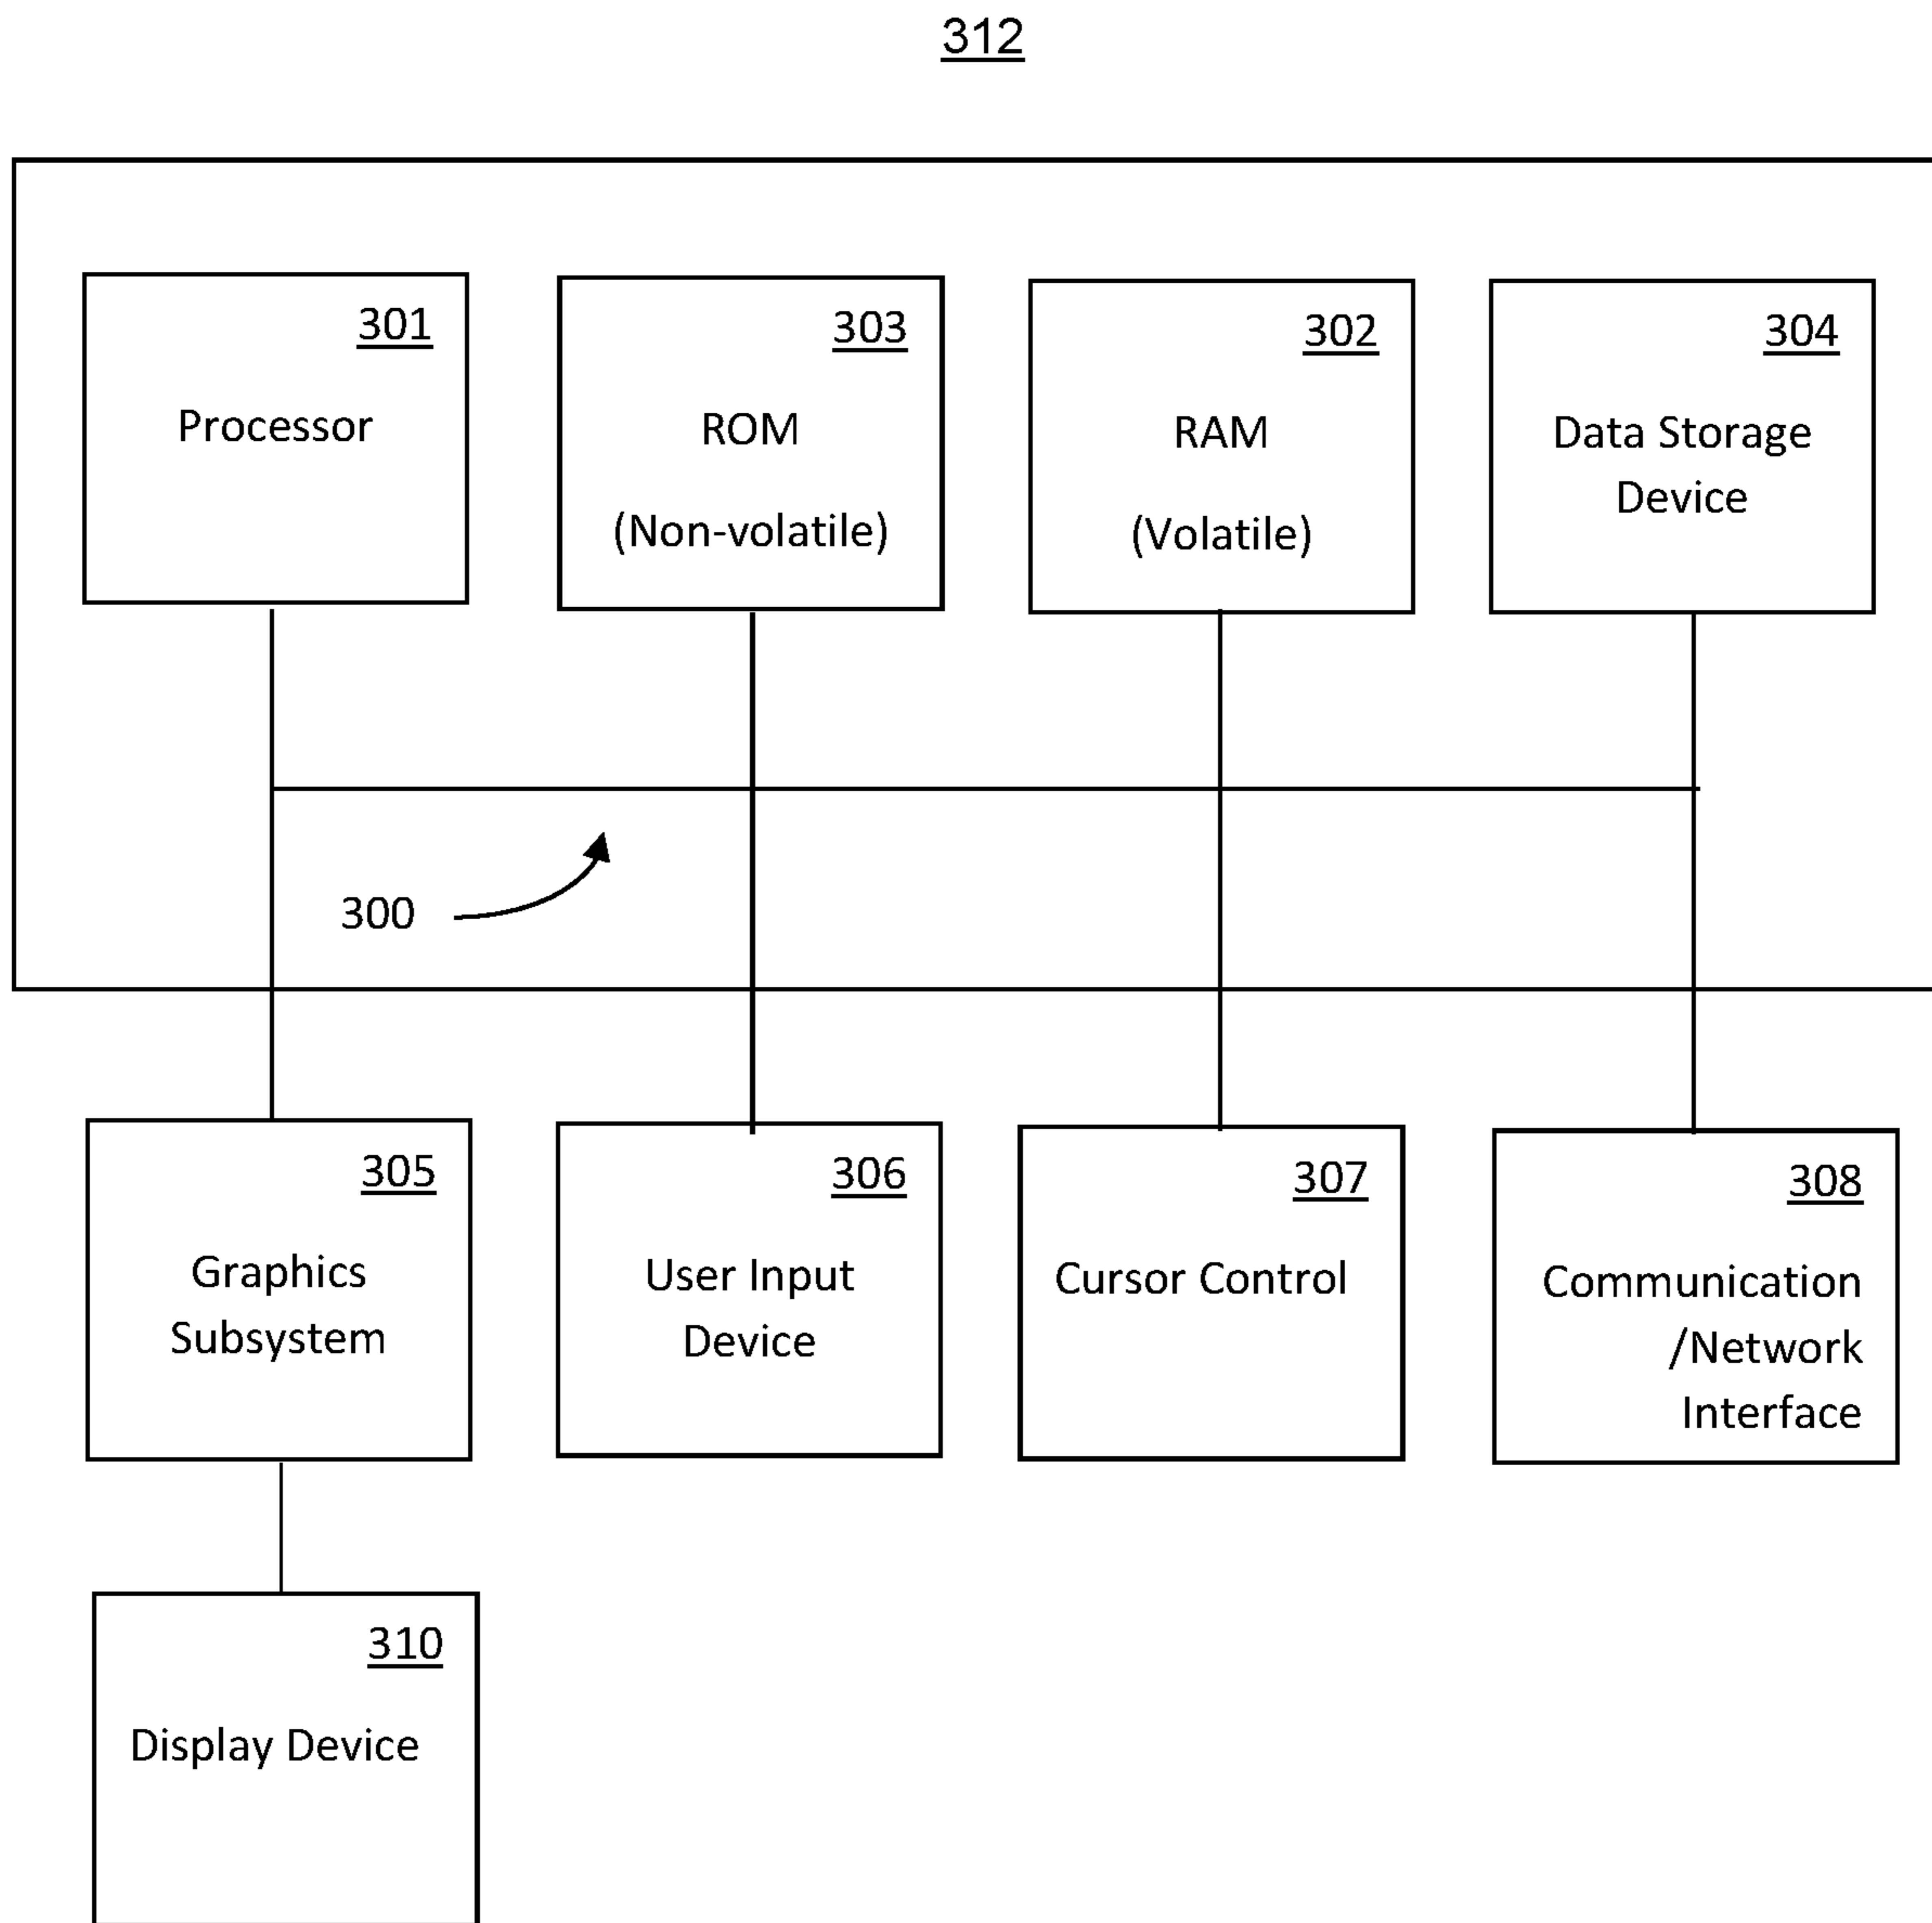 312
301
Processor
303
ROM
(Non-volatile)
302
RAM
(Volatile)
304
Data Storage
Device
300
305
Graphics
Subsystem
306
User Input
Device
307
Cursor Control
308
Communication
/Network
Interface
310
Display Device